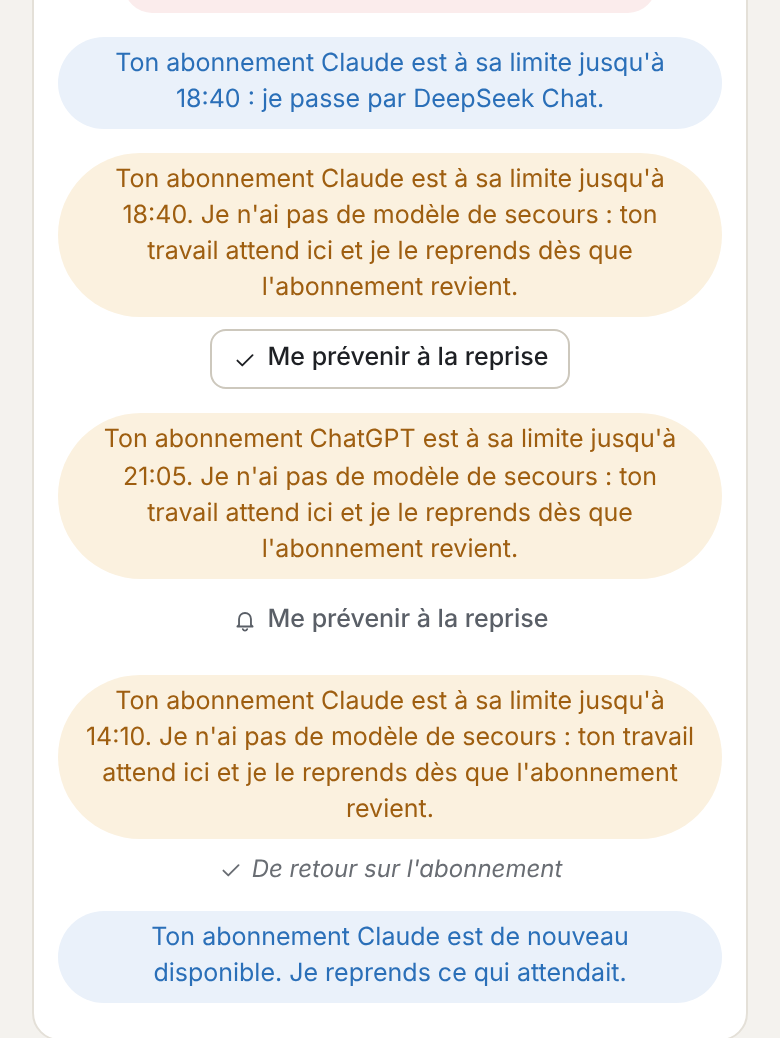 Ton abonnement Claude est à sa limite jusqu'à
18:40 : je passe par DeepSeek Chat.
Ton abonnement Claude est à sa limite jusqu'à
18:40. Je n'ai pas de modèle de secours : ton
travail attend ici et je le reprends dès que
l'abonnement revient.
Me prévenir à la reprise
Ton abonnement ChatGPT est à sa limite jusqu'à
21:05. Je n'ai pas de modèle de secours : ton
travail attend ici et je le reprends dès que
l'abonnement revient.
Me prévenir à la reprise
Ton abonnement Claude est à sa limite jusqu'à
14:10. Je n'ai pas de modèle de secours : ton travail
attend ici et je le reprends dès que l'abonnement
revient.
De retour sur l'abonnement
Ton abonnement Claude est de nouveau
disponible. Je reprends ce qui attendait.